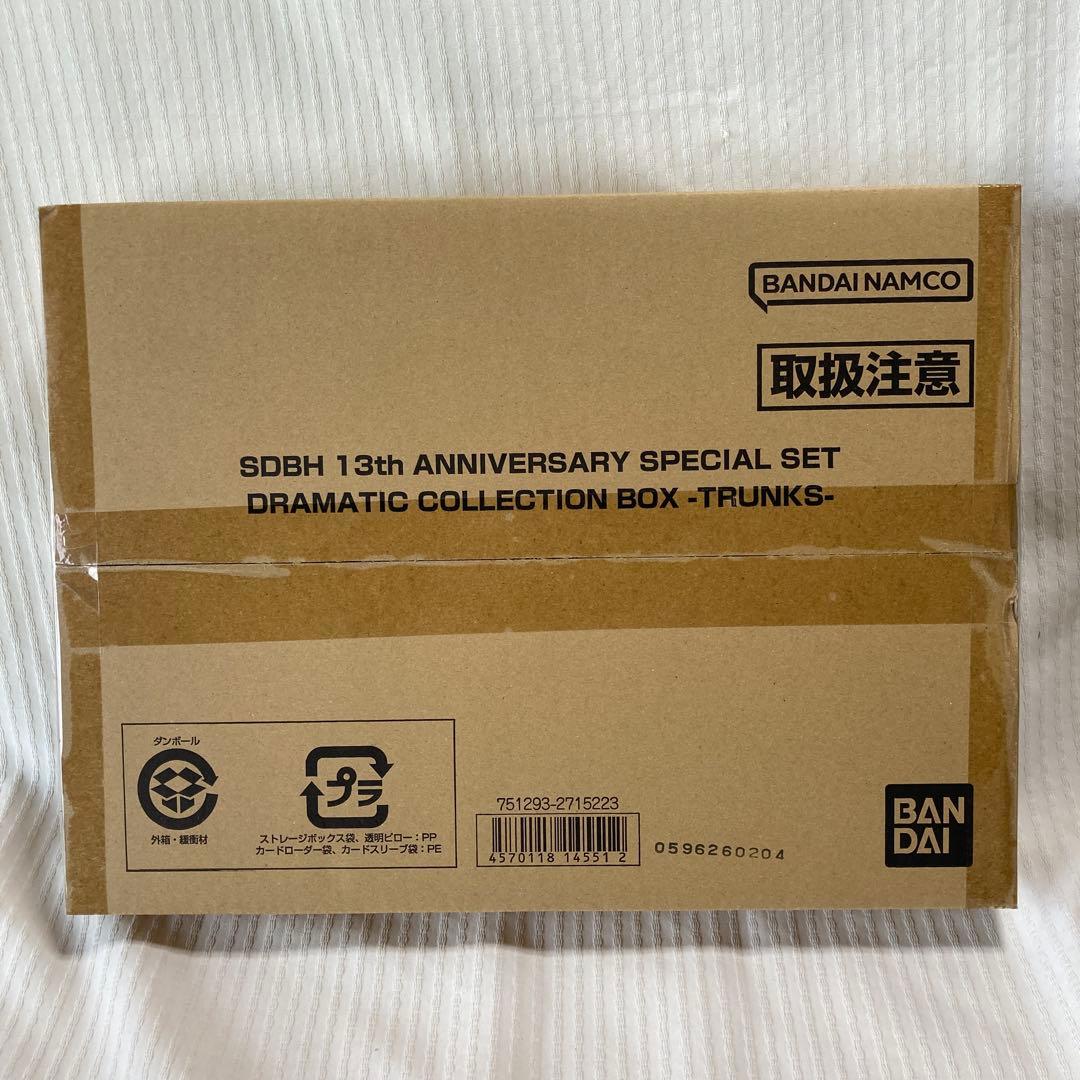 BANDAI NAMCO
取扱注意
SDBH 13th ANNIVERSARY SPECIAL SET
DRAMATIC COLLECTION BOX -TRUNKS-
ダンボール
外箱・緩衝材
プラ
ストレージボックス袋、透明ピロー：PP
カードローダー袋、カードスリーブ袋：PE
751293-2715223
4570118 14551 2
0596260204
BAN
DAI